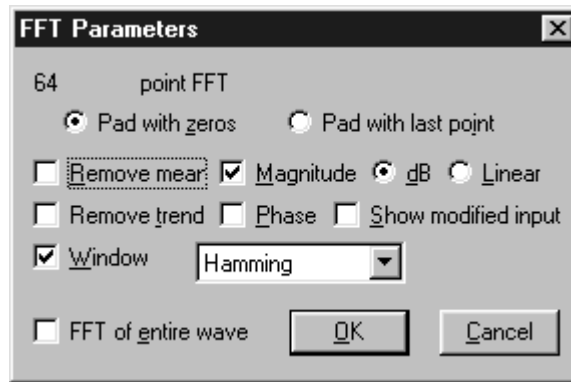 FFT Parameters
64 point FFT
Pad with zeros Pad with last point
Remove mear Magnitude dB Linear
Remove trend Phase Show modified input
Window Hamming
FFT of entire wave OK Cancel